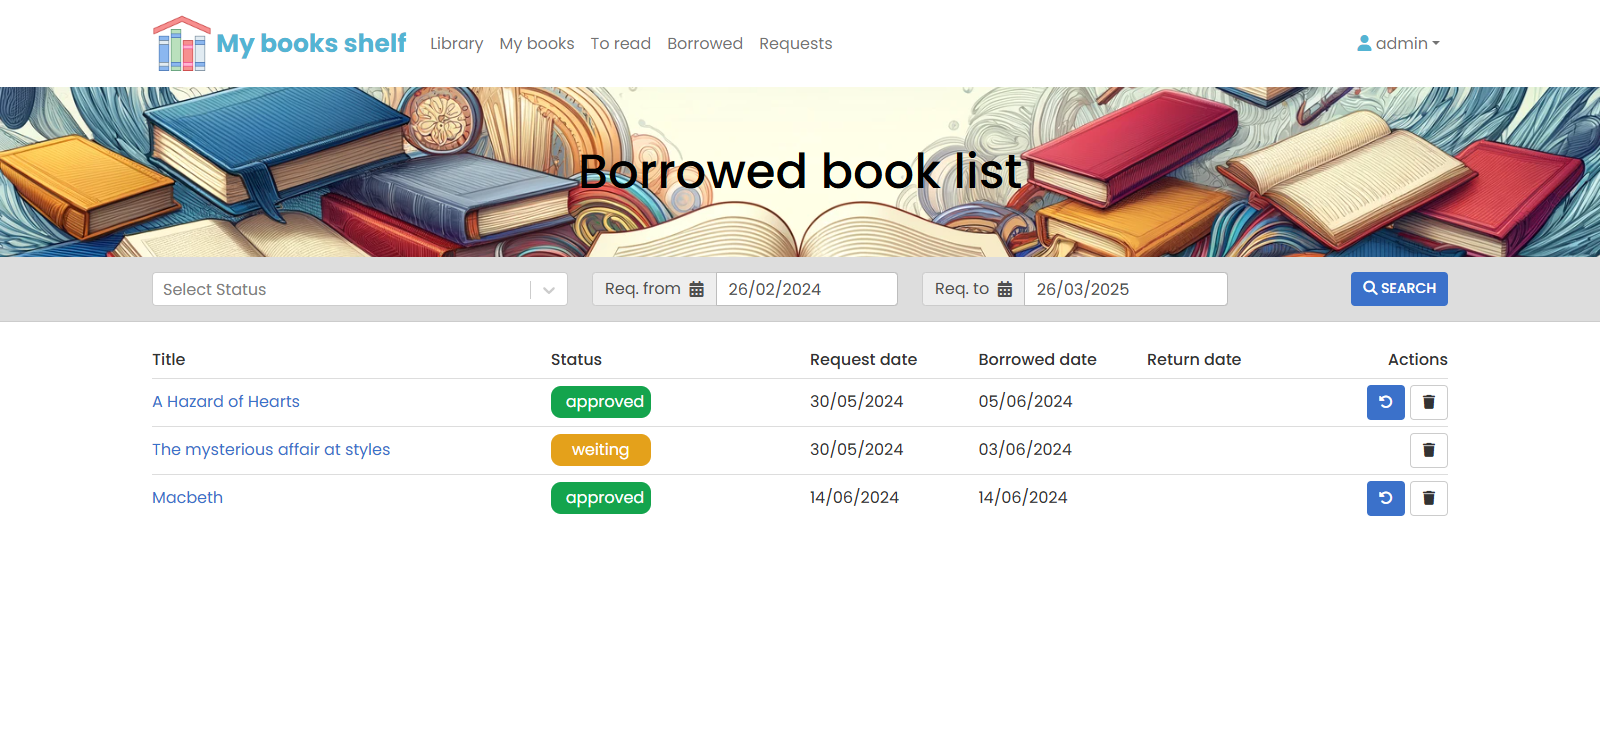 My books shelf Library My books To read Borrowed Requests admin
Borrowed book list
Select Status Req. from 26/02/2024 Req. to 26/03/2025 SEARCH
Title Status Request date Borrowed date Return date Actions
A Hazard of Hearts approved 30/05/2024 05/06/2024
The mysterious affair at styles weiting 30/05/2024 03/06/2024
Macbeth approved 14/06/2024 14/06/2024